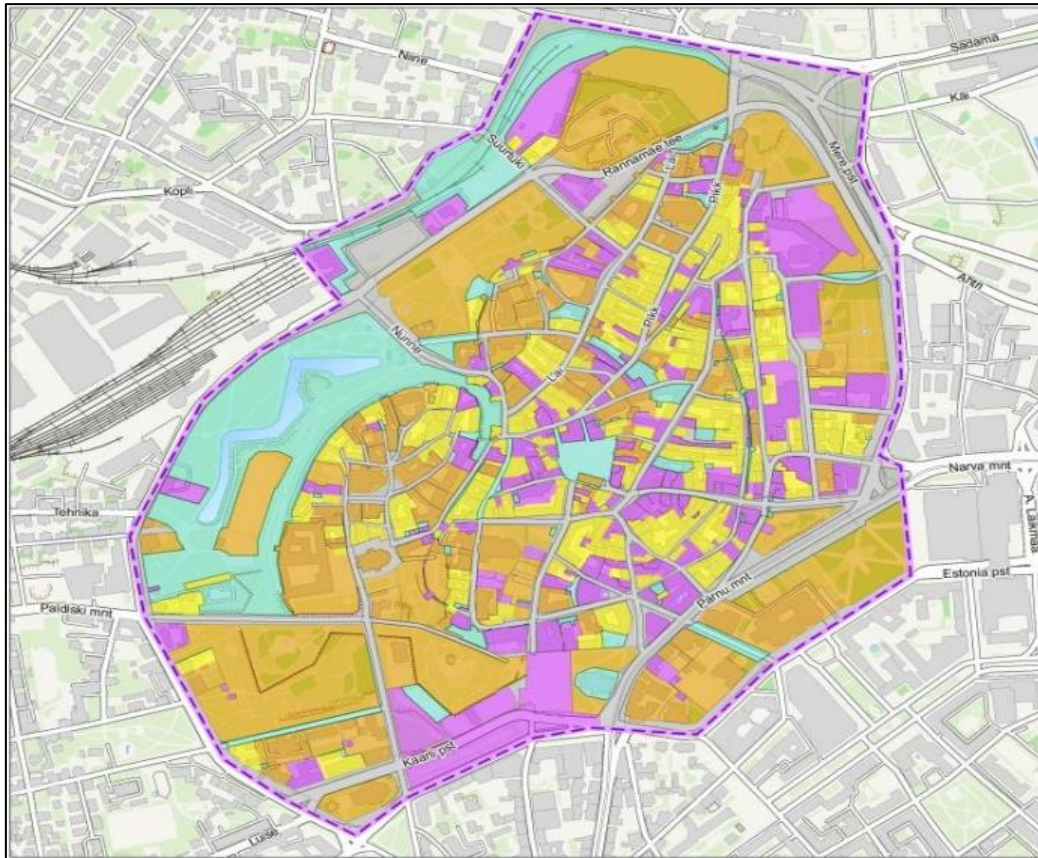 Niine
Sadama
Kai
Suurtüki
Rannamäe tee
Mere pst
Lai
Kopli
Pikk
Ahtri
Nunne
Pikk
Lai
Narva mnt
A. Laikmaa
Tehnika
Estonia pst
Paldiski mnt
Pärnu mnt
Kaarli pst
Luise